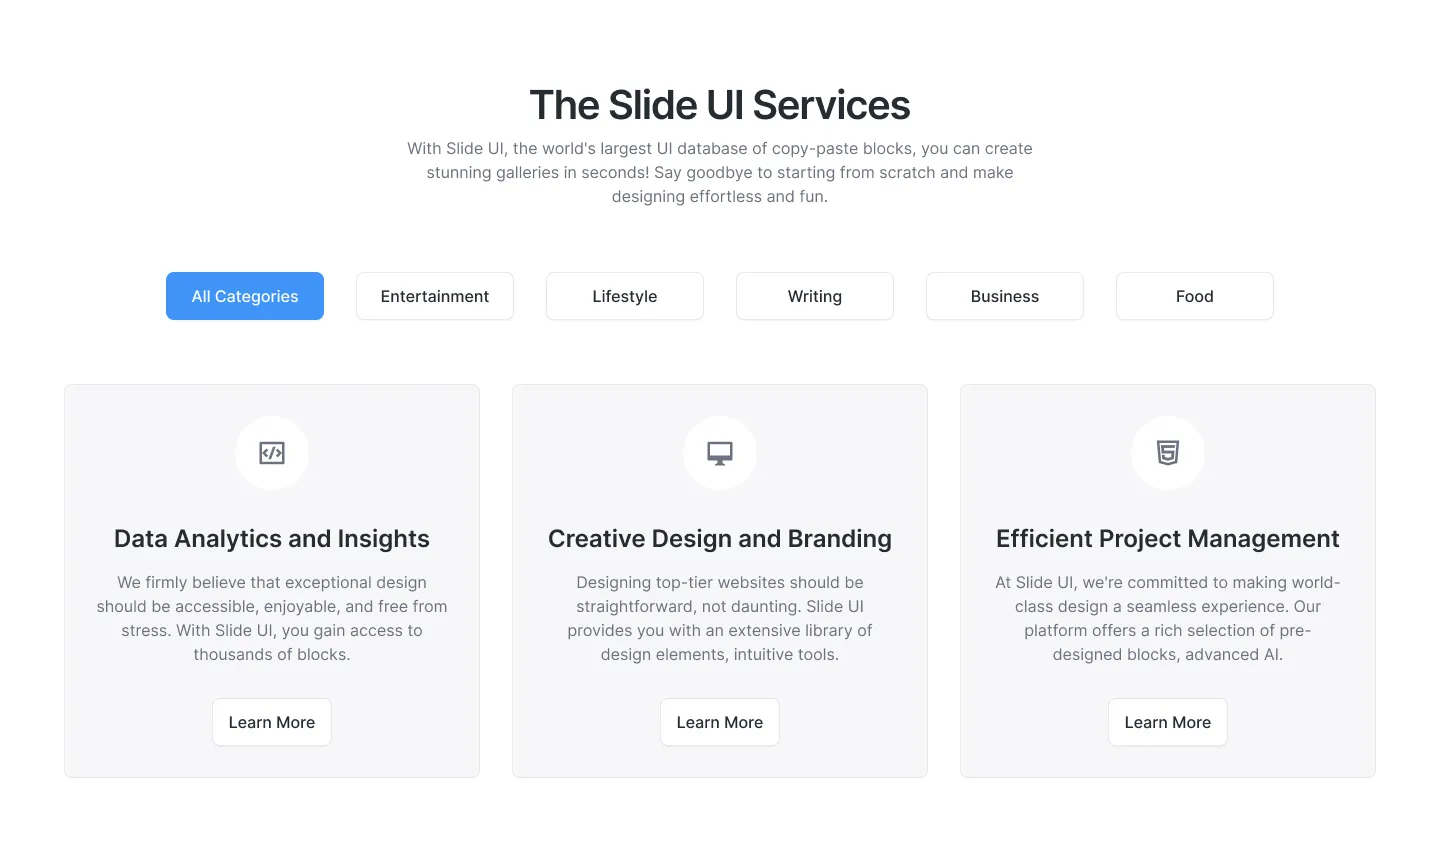 The Slide UI Services
With Slide UI, the world's largest UI database of copy-paste blocks, you can create
stunning galleries in seconds! Say goodbye to starting from scratch and make
designing effortless and fun.
All Categories
Entertainment
Lifestyle
Writing
Business
Food
Data Analytics and Insights
We firmly believe that exceptional design
should be accessible, enjoyable, and free from
stress. With Slide UI, you gain access to
thousands of blocks.
Learn More
Creative Design and Branding
Designing top-tier websites should be
straightforward, not daunting. Slide UI
provides you with an extensive library of
design elements, intuitive tools.
Learn More
Efficient Project Management
At Slide UI, we're committed to making world-
class design a seamless experience. Our
platform offers a rich selection of pre-
designed blocks, advanced AI.
Learn More